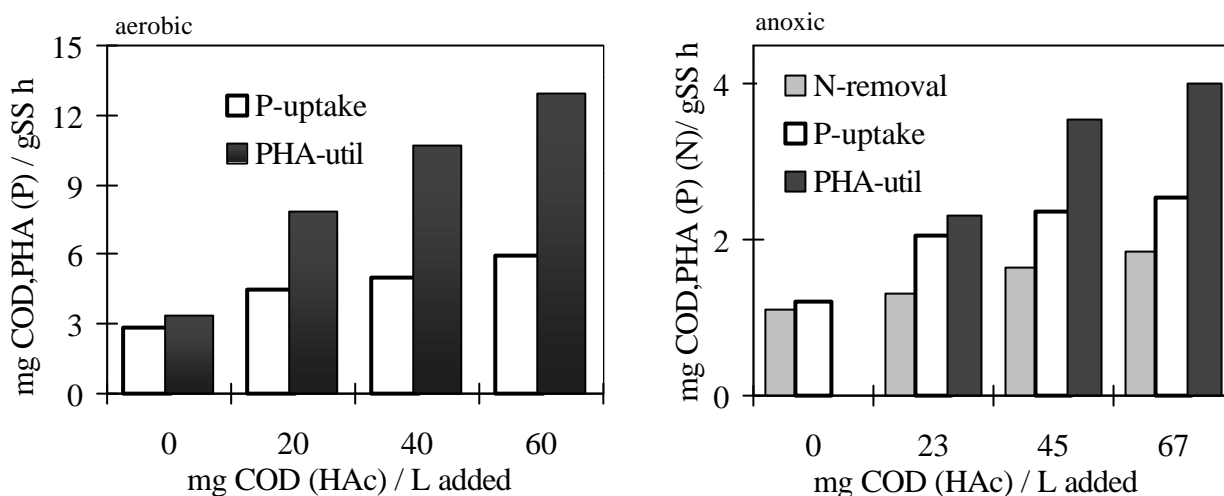 aerobic
mg COD,PHA (P) / gSS h
15
12
9
6
3
0
P-uptake
PHA-util
0 20 40 60
mg COD (HAc) / L added
anoxic
mg COD,PHA (P) (N)/ gSS h
4
2
0
N-removal
P-uptake
PHA-util
0 23 45 67
mg COD (HAc) / L added